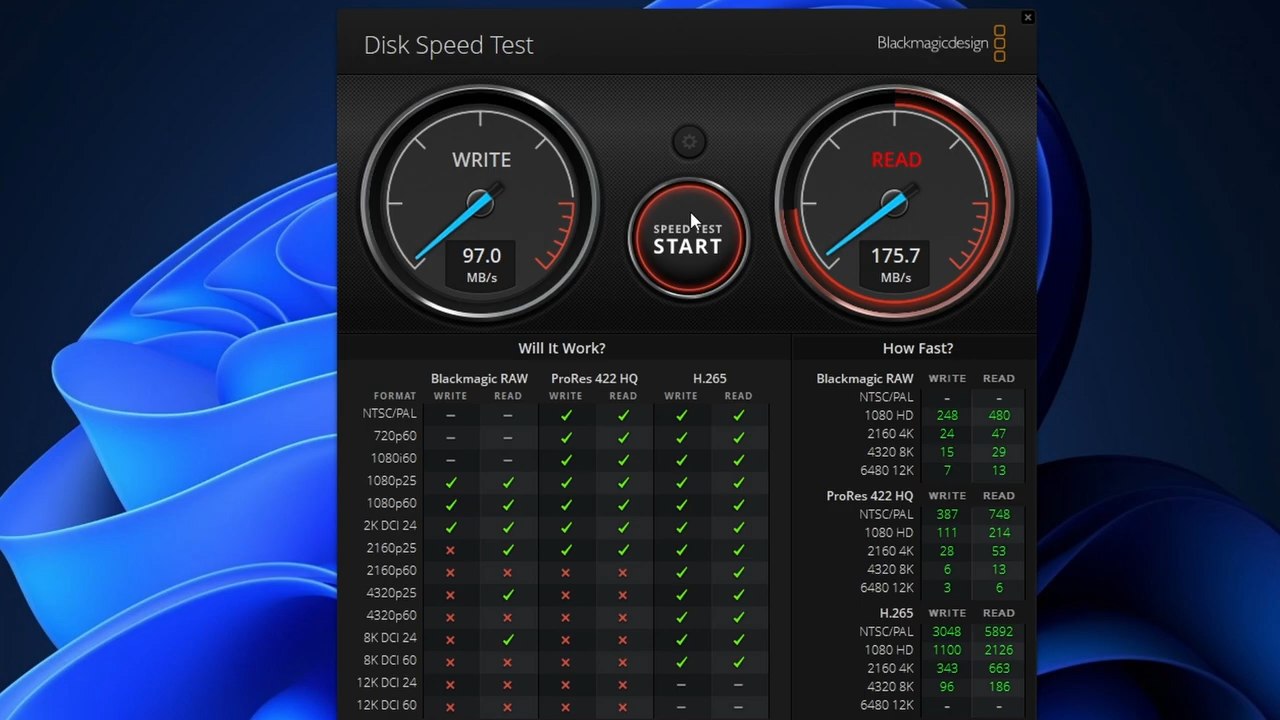 Disk Speed Test
Blackmagicdesign
WRITE
97.0
MB/s
SPEED TEST
START
READ
175.7
MB/s
Will It Work?
Blackmagic RAW ProRes 422 HQ H.265
FORMAT WRITE READ WRITE READ WRITE READ
NTSC/PAL – – ✓ ✓ ✓ ✓
720p60 – – ✓ ✓ ✓ ✓
1080i60 – – ✓ ✓ ✓ ✓
1080p25 ✓ ✓ ✓ ✓ ✓ ✓
1080p60 ✓ ✓ ✓ ✓ ✓ ✓
2K DCI 24 ✓ ✓ ✓ ✓ ✓ ✓
2160p25 × ✓ ✓ ✓ ✓ ✓
2160p60 × × × × ✓ ✓
4320p25 × ✓ × × ✓ ✓
4320p60 × × × × ✓ ✓
8K DCI 24 × ✓ × × ✓ ✓
8K DCI 60 × × × × ✓ ✓
12K DCI 24 × × × × – –
12K DCI 60 × × × × – –
How Fast?
Blackmagic RAW WRITE READ
NTSC/PAL - -
1080 HD 248 480
2160 4K 24 47
4320 8K 15 29
6480 12K 7 13
ProRes 422 HQ WRITE READ
NTSC/PAL 387 748
1080 HD 111 214
2160 4K 28 53
4320 8K 6 13
6480 12K 3 6
H.265 WRITE READ
NTSC/PAL 3048 5892
1080 HD 1100 2126
2160 4K 343 663
4320 8K 96 186
6480 12K - -